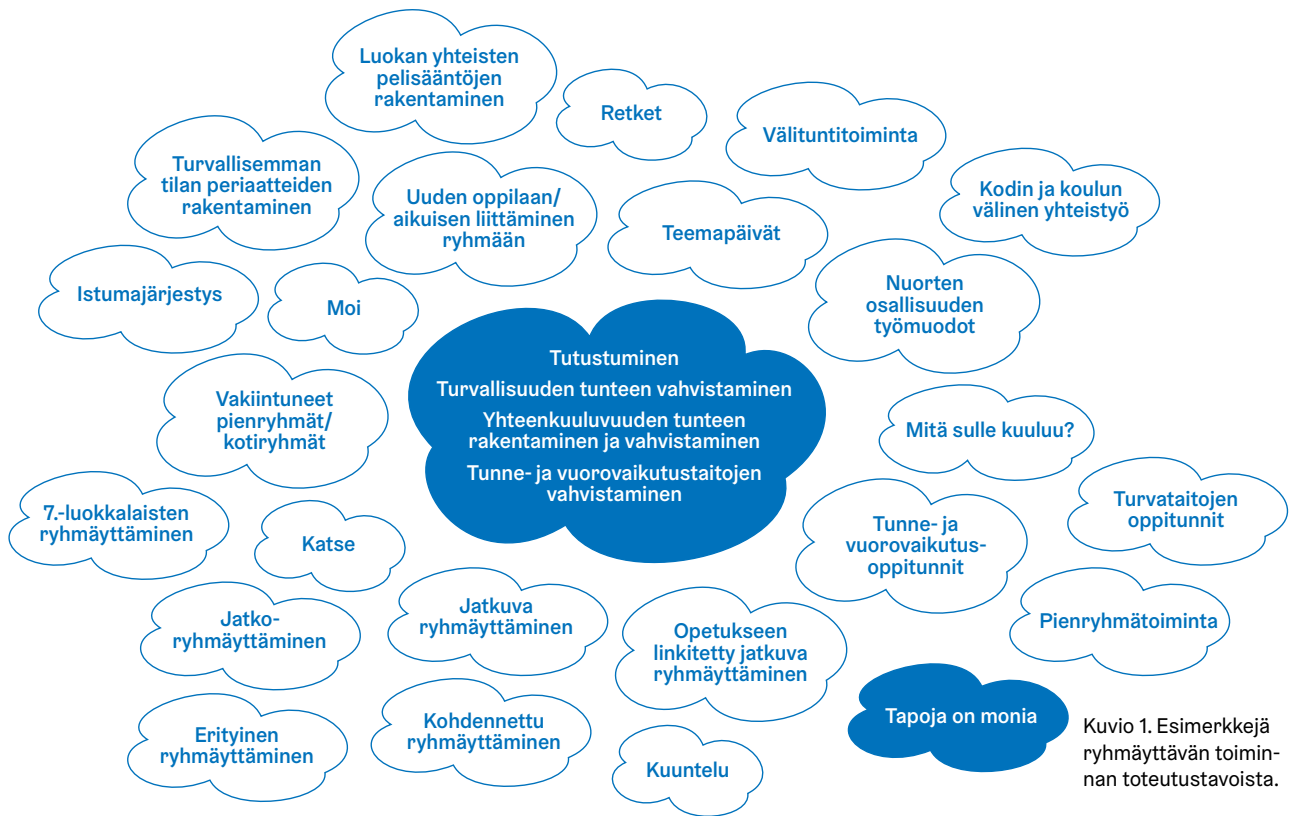 Luokan yhteisten
pelisääntöjen
rakentaminen
Retket
Välituntitoiminta
Turvallisemman
tilan periaatteiden
rakentaminen
Uuden oppilaan/
aikuisen liittäminen
ryhmään
Teemapäivät
Kodin ja koulun
välinen yhteistyö
Istumajärjestys
Moi
Nuorten
osallisuuden
työmuodot
Tutustuminen
Turvallisuuden tunteen vahvistaminen
Yhteenkuuluvuuden tunteen
rakentaminen ja vahvistaminen
Tunne- ja vuorovaikutustaitojen
vahvistaminen
Vakiintuneet
pienryhmät/
kotiryhmät
Mitä sulle kuuluu?
7.-luokkalaisten
ryhmäyttäminen
Katse
Tunne- ja
vuorovaikutus-
oppitunnit
Turvataitojen
oppitunnit
Jatko-
ryhmäyttäminen
Jatkuva
ryhmäyttäminen
Opetukseen
linkitetty jatkuva
ryhmäyttäminen
Pienryhmätoiminta
Erityinen
ryhmäyttäminen
Kohdennettu
ryhmäyttäminen
Kuuntelu
Tapoja on monia
Kuvio 1. Esimerkkejä
ryhmäyttävän toimin-
nan toteutustavoista.